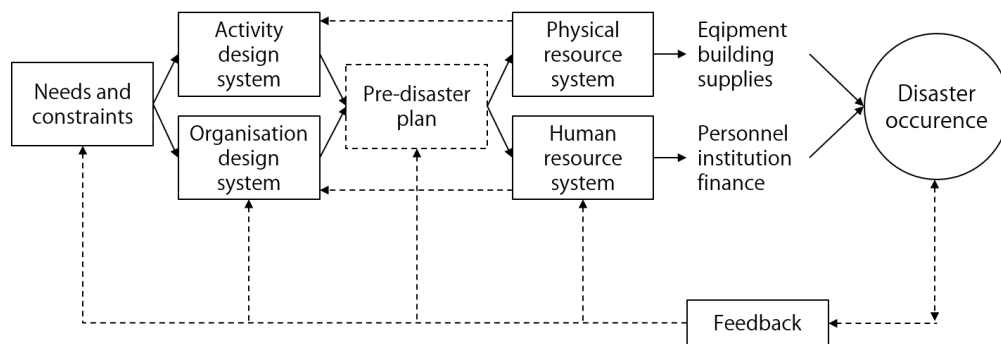 Needs and
constraints
Activity
design
system
Organisation
design
system
Pre-disaster
plan
Physical
resource
system
Human
resource
system
Eqipment
building
supplies
Personnel
institution
finance
Disaster
occurence
Feedback